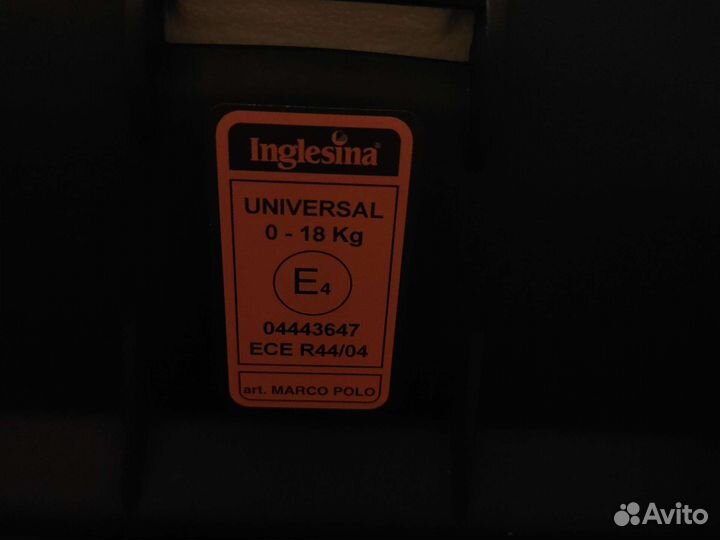 Inglesina®
UNIVERSAL
0 - 18 Kg
E4
04443647
ECE R44/04
art. MARCO POLO
Avito